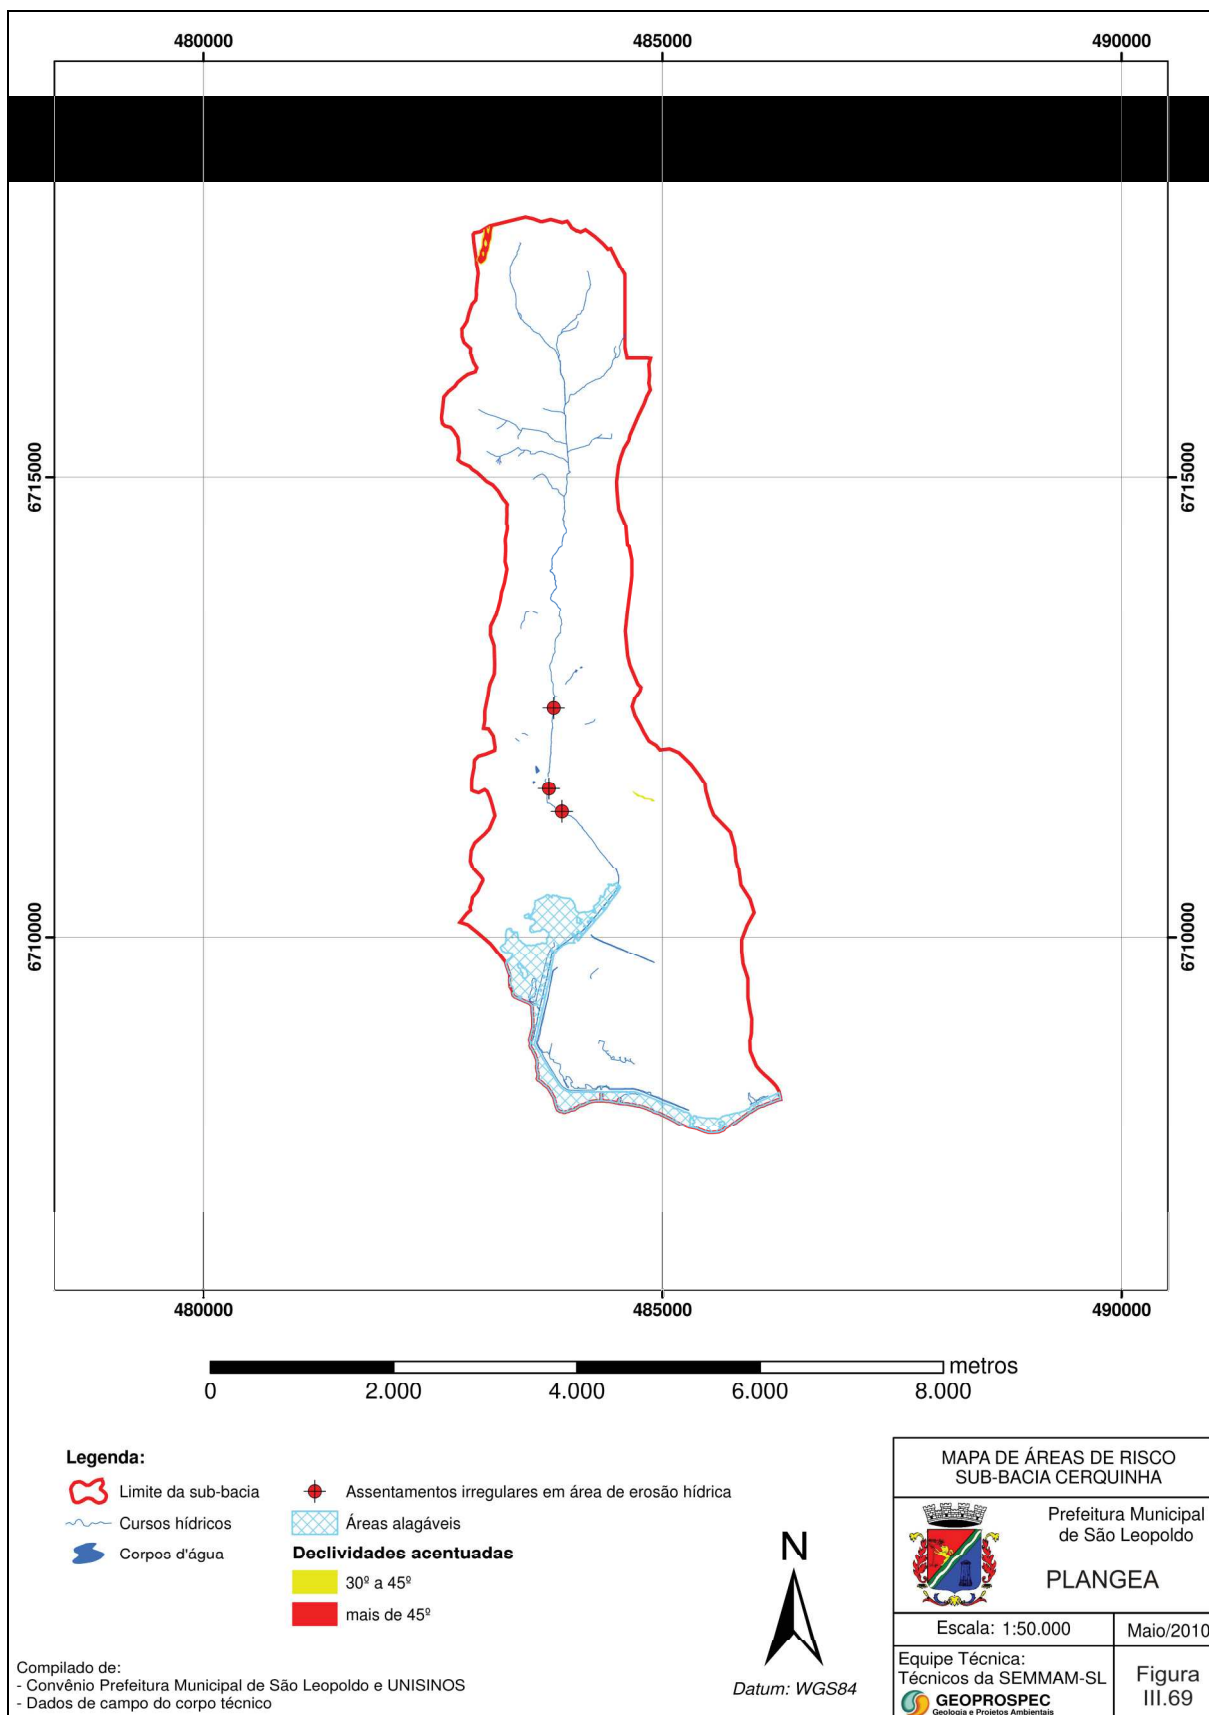 480000
485000
490000
6715000
6715000
6710000
6710000
480000
485000
490000
metros
0
2.000
4.000
6.000
8.000
Legenda:
Limite da sub-bacia
Cursos hídricos
Corpos d'água
Assentamentos irregulares em área de erosão hídrica
Áreas alagáveis
Declividades acentuadas
30º a 45º
mais de 45º
Compilado de:
- Convênio Prefeitura Municipal de São Leopoldo e UNISINOS
- Dados de campo do corpo técnico
N
Datum: WGS84
MAPA DE ÁREAS DE RISCO
SUB-BACIA CERQUINHA
Prefeitura Municipal
de São Leopoldo
PLANGEA
Escala: 1:50.000
Maio/2010
Equipe Técnica:
Técnicos da SEMMAM-SL
GEOPROSPEC
Geologia e Projetos Ambientais
Figura
III.69